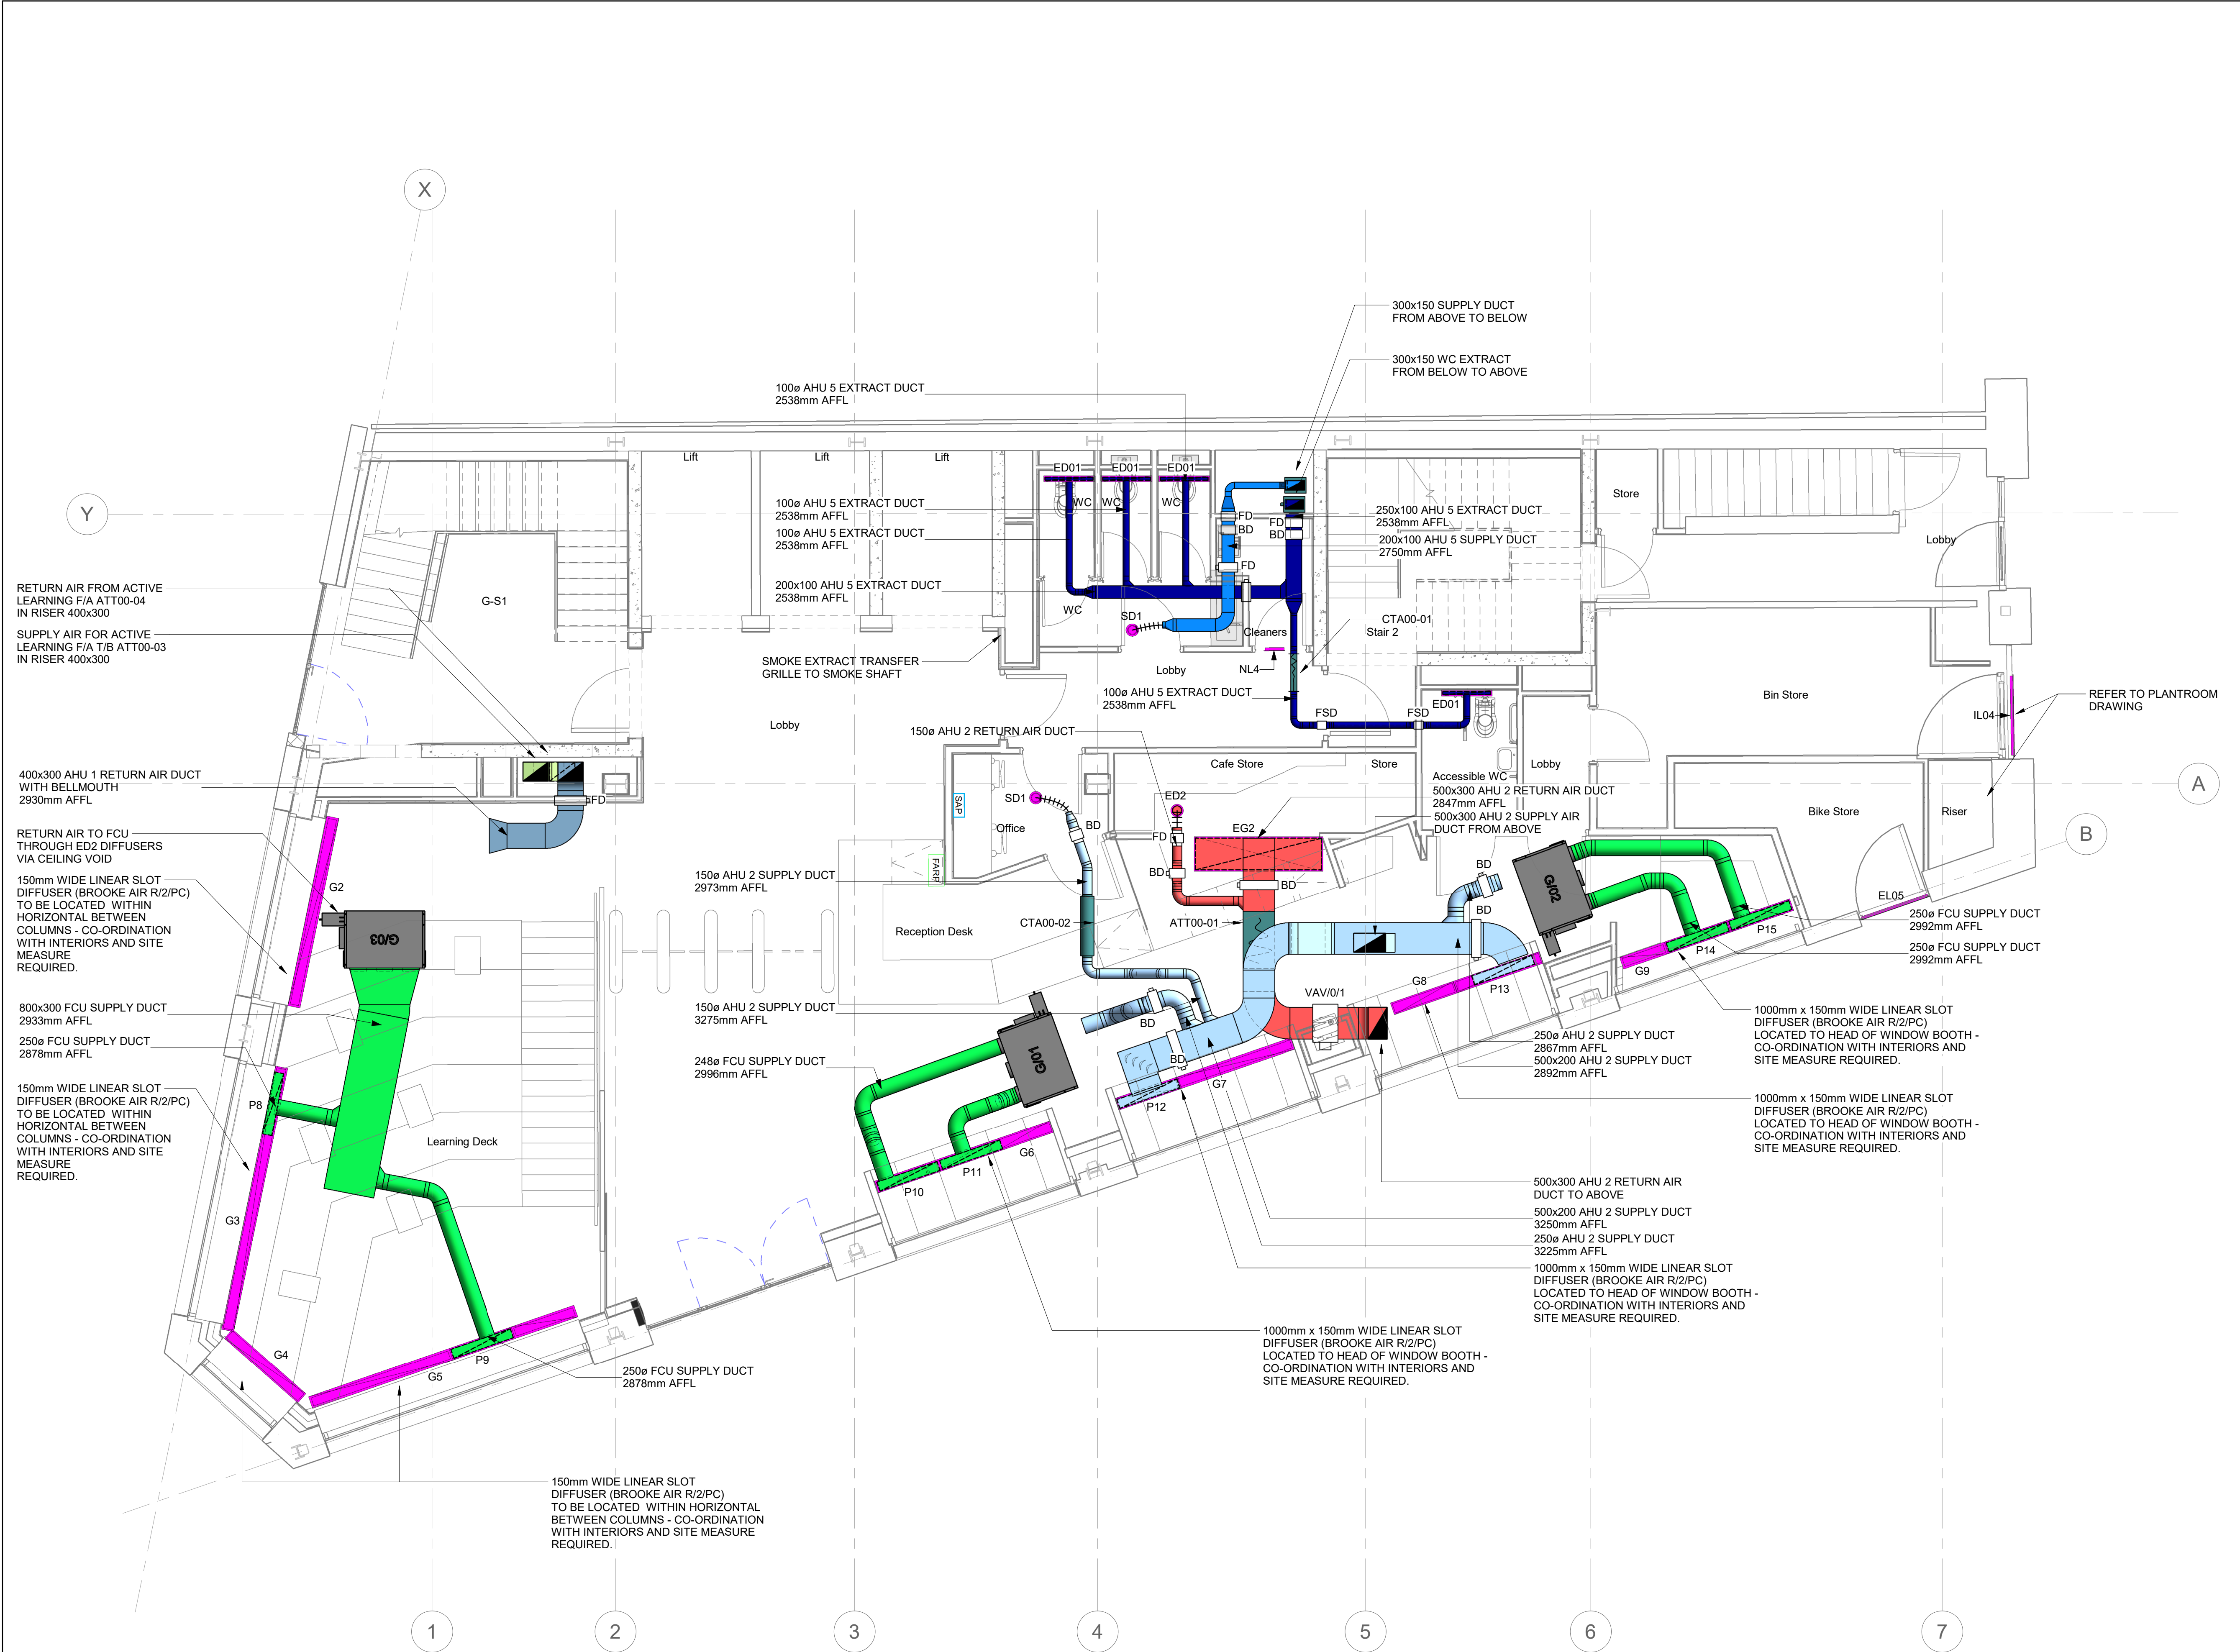 X
300x150 SUPPLY DUCT
FROM ABOVE TO BELOW
300x150 WC EXTRACT
FROM BELOW TO ABOVE
100ø AHU 5 EXTRACT DUCT
2538mm AFFL
Lift
Lift
Lift
ED01
ED01
ED01
WC
WC
WC
100ø AHU 5 EXTRACT DUCT
2538mm AFFL
100ø AHU 5 EXTRACT DUCT
2538mm AFFL
200x100 AHU 5 EXTRACT DUCT
2538mm AFFL
Y
FD
BD
FD
BD
FD
250x100 AHU 5 EXTRACT DUCT
2538mm AFFL
200x100 AHU 5 SUPPLY DUCT
2750mm AFFL
Store
Lobby
RETURN AIR FROM ACTIVE
LEARNING F/A ATT00-04
IN RISER 400x300
SUPPLY AIR FOR ACTIVE
LEARNING F/A T/B ATT00-03
IN RISER 400x300
G-S1
WC
SD1
Cleaners
CTA00-01
Stair 2
SMOKE EXTRACT TRANSFER
GRILLE TO SMOKE SHAFT
Lobby
NL4
100ø AHU 5 EXTRACT DUCT
2538mm AFFL
Bin Store
REFER TO PLANTROOM
DRAWING
IL04
ED01
FSD
FSD
Lobby
150ø AHU 2 RETURN AIR DUCT
Cafe Store
Store
Lobby
400x300 AHU 1 RETURN AIR DUCT
WITH BELLMOUTH
2930mm AFFL
FD
SAP
SD1
Office
BD
ED2
FD
EG2
Accessible WC
500x300 AHU 2 RETURN AIR DUCT
2847mm AFFL
500x300 AHU 2 SUPPLY AIR
DUCT FROM ABOVE
Bike Store
Riser
A
B
RETURN AIR TO FCU
THROUGH ED2 DIFFUSERS
VIA CEILING VOID
150mm WIDE LINEAR SLOT
DIFFUSER (BROOKE AIR R/2/PC)
TO BE LOCATED WITHIN
HORIZONTAL BETWEEN
COLUMNS - CO-ORDINATION
WITH INTERIORS AND SITE
MEASURE
REQUIRED.
G2
G/03
FARP
150ø AHU 2 SUPPLY DUCT
2973mm AFFL
BD
BD
BD
BD
G/02
EL05
Reception Desk
CTA00-02
ATT00-01
P15
P14
G9
250ø FCU SUPPLY DUCT
2992mm AFFL
250ø FCU SUPPLY DUCT
2992mm AFFL
800x300 FCU SUPPLY DUCT
2933mm AFFL
250ø FCU SUPPLY DUCT
2878mm AFFL
150ø AHU 2 SUPPLY DUCT
3275mm AFFL
BD
VAV/0/1
G8
P13
1000mm x 150mm WIDE LINEAR SLOT
DIFFUSER (BROOKE AIR R/2/PC)
LOCATED TO HEAD OF WINDOW BOOTH -
CO-ORDINATION WITH INTERIORS AND
SITE MEASURE REQUIRED.
248ø FCU SUPPLY DUCT
2996mm AFFL
G/01
BD
250ø AHU 2 SUPPLY DUCT
2867mm AFFL
500x200 AHU 2 SUPPLY DUCT
2892mm AFFL
150mm WIDE LINEAR SLOT
DIFFUSER (BROOKE AIR R/2/PC)
TO BE LOCATED WITHIN
HORIZONTAL BETWEEN
COLUMNS - CO-ORDINATION
WITH INTERIORS AND SITE
MEASURE
REQUIRED.
P8
Learning Deck
G7
P12
1000mm x 150mm WIDE LINEAR SLOT
DIFFUSER (BROOKE AIR R/2/PC)
LOCATED TO HEAD OF WINDOW BOOTH -
CO-ORDINATION WITH INTERIORS AND
SITE MEASURE REQUIRED.
G6
P11
P10
500x300 AHU 2 RETURN AIR
DUCT TO ABOVE
500x200 AHU 2 SUPPLY DUCT
3250mm AFFL
250ø AHU 2 SUPPLY DUCT
3225mm AFFL
1000mm x 150mm WIDE LINEAR SLOT
DIFFUSER (BROOKE AIR R/2/PC)
LOCATED TO HEAD OF WINDOW BOOTH -
CO-ORDINATION WITH INTERIORS AND
SITE MEASURE REQUIRED.
G3
G4
P9
G5
250ø FCU SUPPLY DUCT
2878mm AFFL
1000mm x 150mm WIDE LINEAR SLOT
DIFFUSER (BROOKE AIR R/2/PC)
LOCATED TO HEAD OF WINDOW BOOTH -
CO-ORDINATION WITH INTERIORS AND
SITE MEASURE REQUIRED.
150mm WIDE LINEAR SLOT
DIFFUSER (BROOKE AIR R/2/PC)
TO BE LOCATED WITHIN HORIZONTAL
BETWEEN COLUMNS - CO-ORDINATION
WITH INTERIORS AND SITE MEASURE
REQUIRED.
1
2
3
4
5
6
7